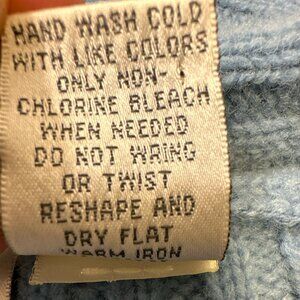 HAND WASH COLD
WITH LIKE COLORS
ONLY NON-
CHLORINE BLEACH
WHEN NEEDED
DO NOT WRING
OR TWIST
RESHAPE AND
DRY FLAT
WARM IRON